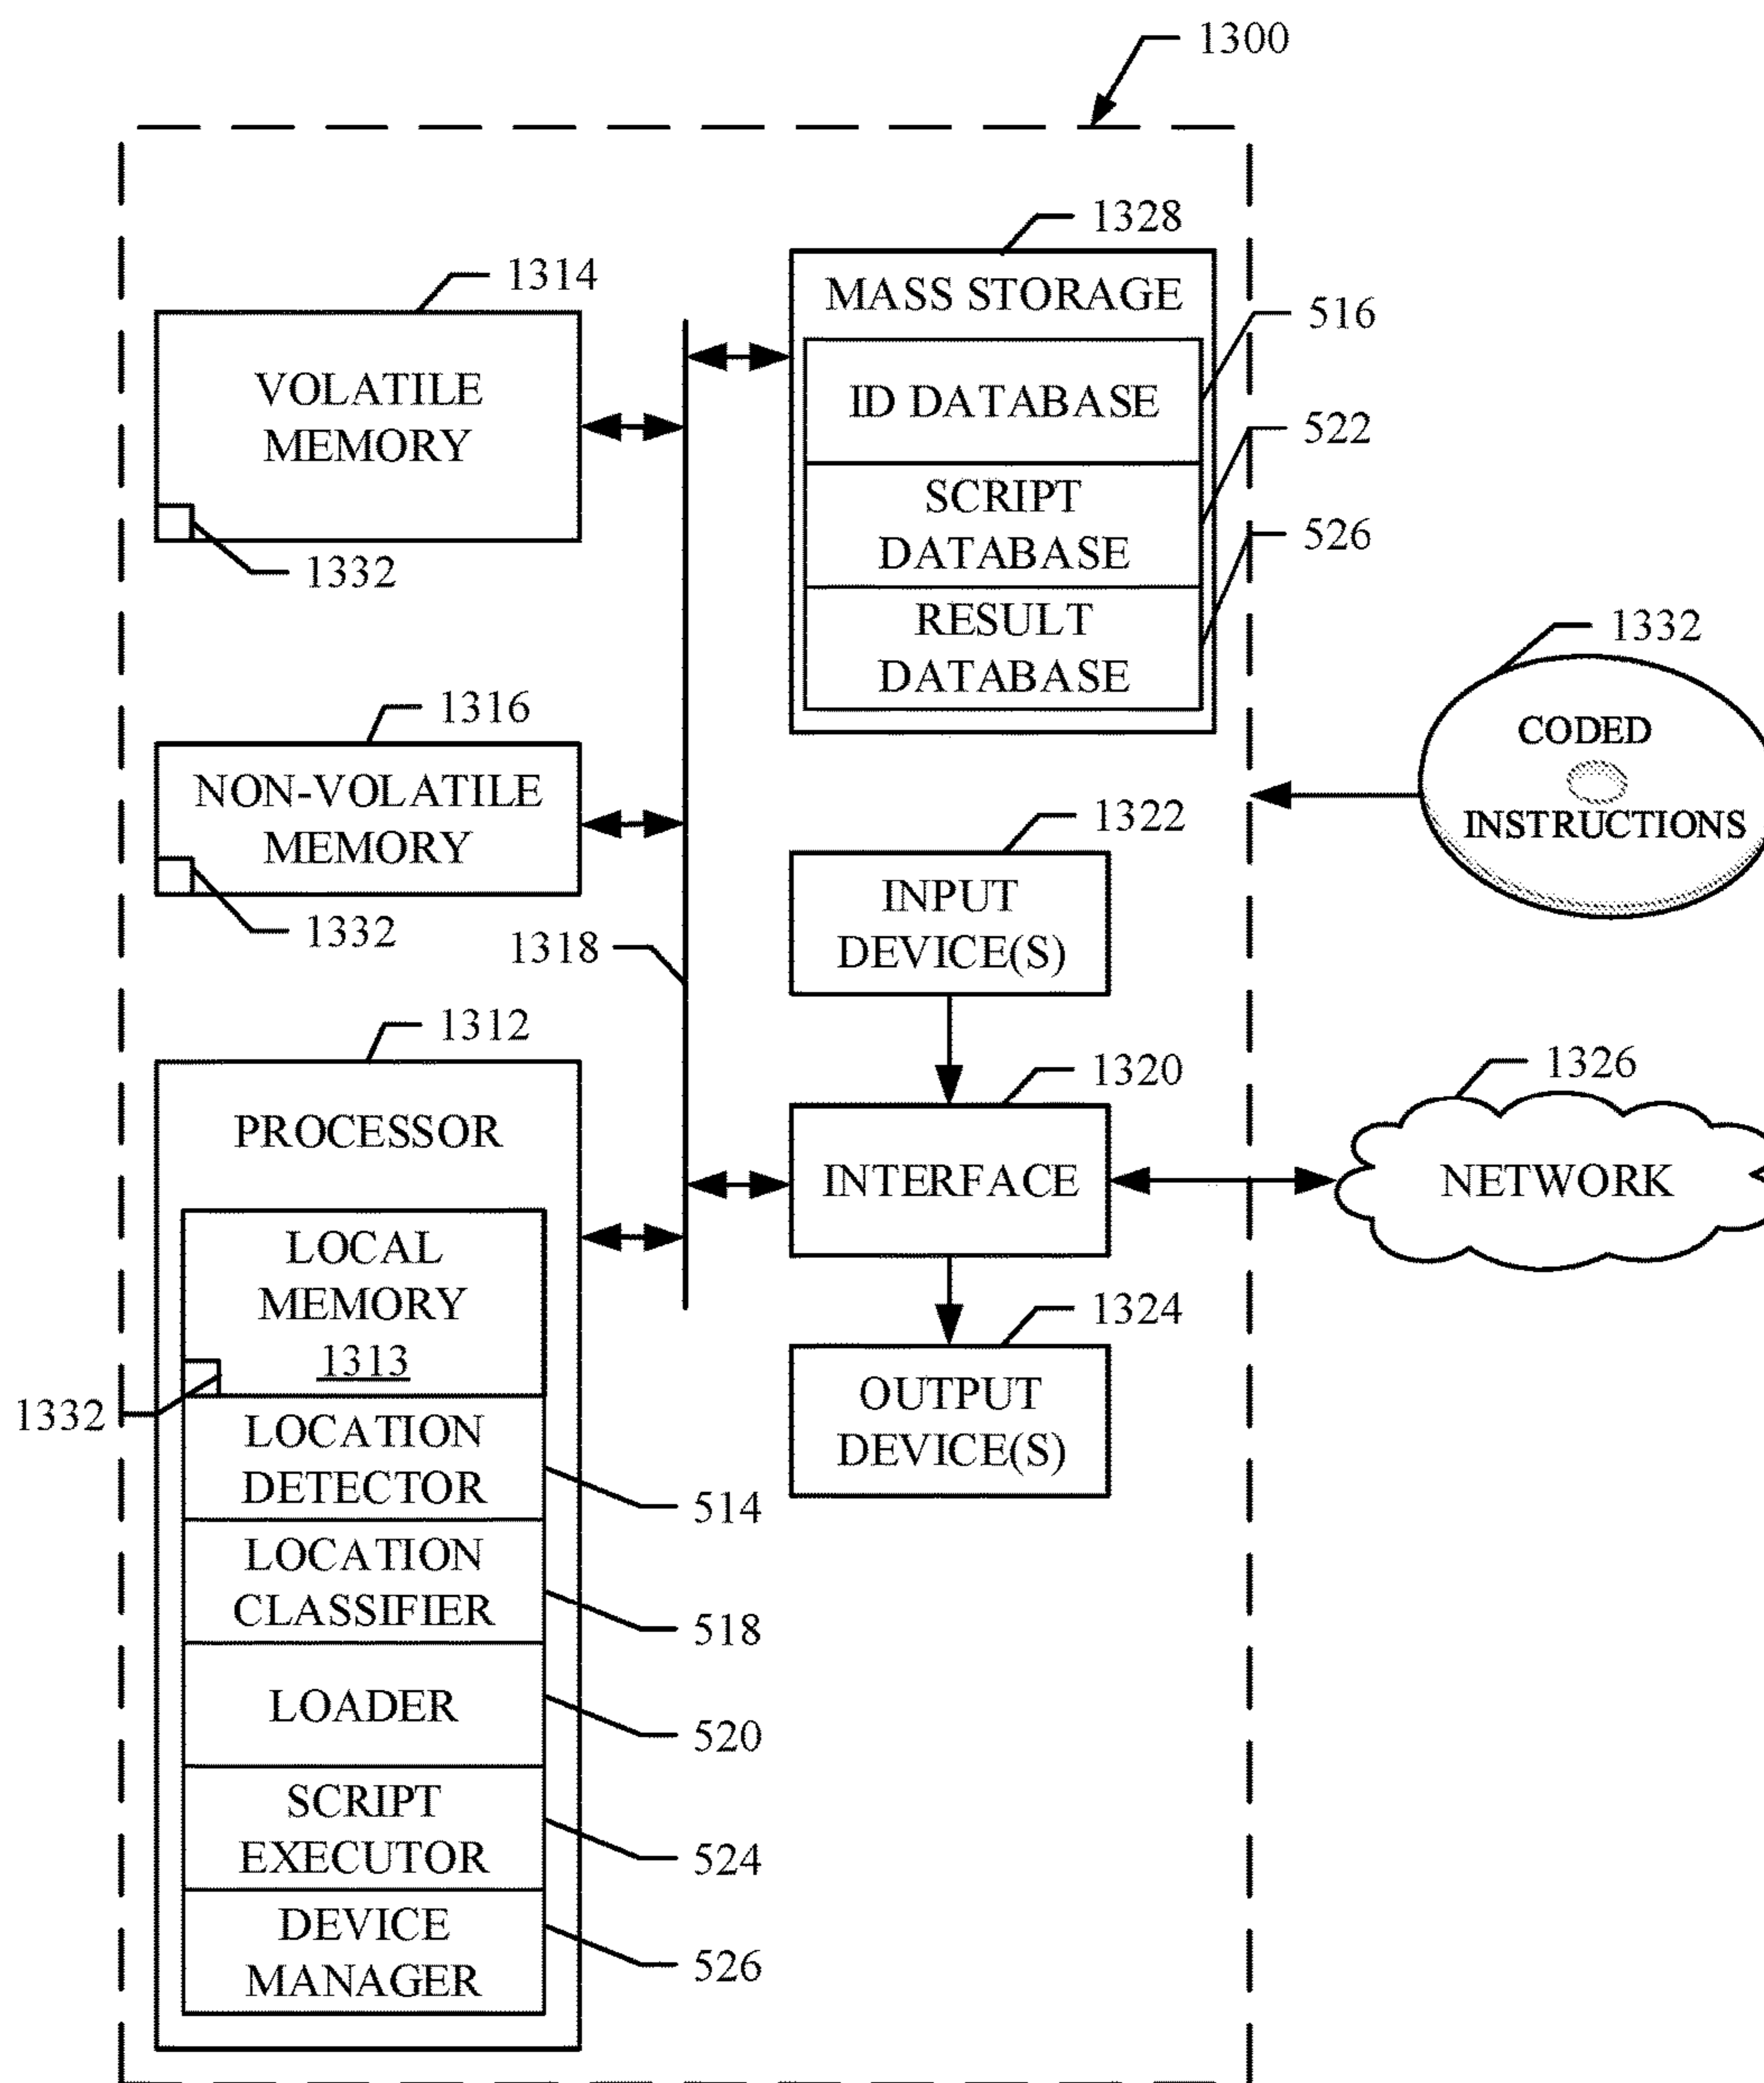 1300
1314
VOLATILE
MEMORY
1332
1316
NON-VOLATILE
MEMORY
1332
1318
1312
PROCESSOR
LOCAL
MEMORY
1313
1332
LOCATION
DETECTOR
514
LOCATION
CLASSIFIER
518
LOADER
520
SCRIPT
EXECUTOR
524
DEVICE
MANAGER
526
1328
MASS STORAGE
516
ID DATABASE
522
SCRIPT
DATABASE
526
RESULT
DATABASE
1322
INPUT
DEVICE(S)
1320
INTERFACE
1324
OUTPUT
DEVICE(S)
1332
CODED
INSTRUCTIONS
1326
NETWORK